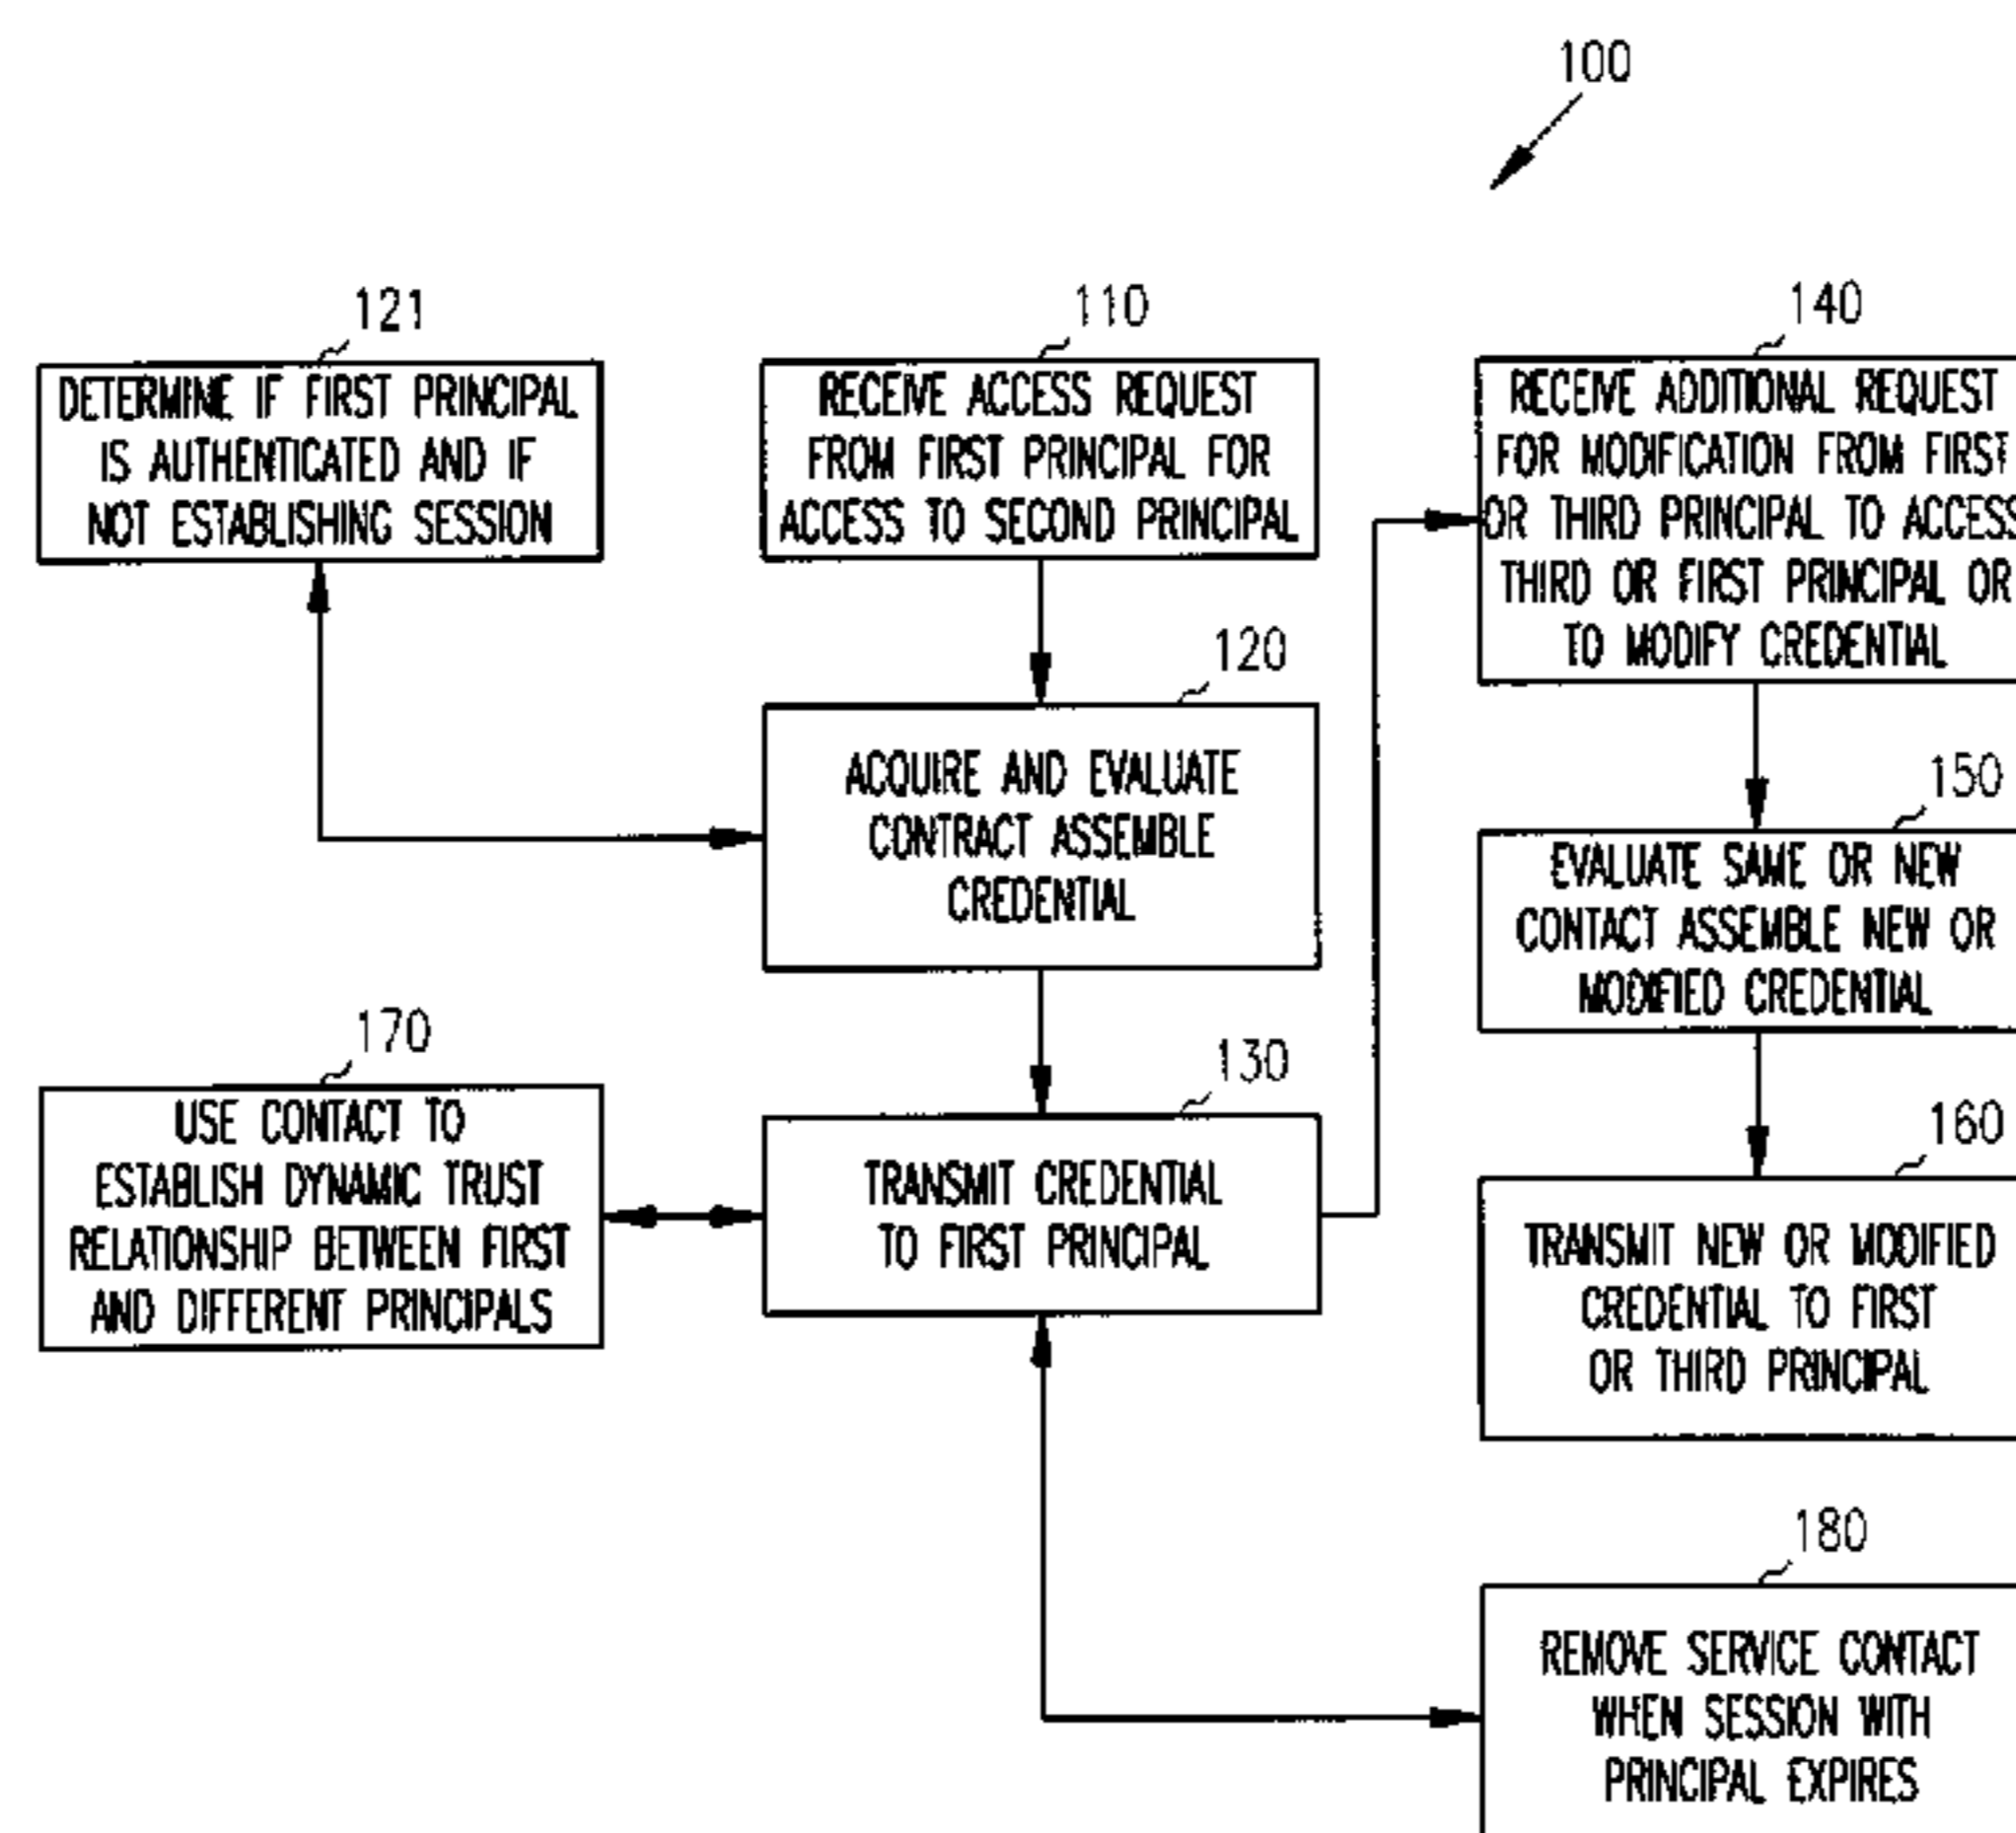 100
121
DETERMINE IF FIRST PRINCIPAL
IS AUTHENTICATED AND IF
NOT ESTABLISHING SESSION
110
RECEIVE ACCESS REQUEST
FROM FIRST PRINCIPAL FOR
ACCESS TO SECOND PRINCIPAL
120
ACQUIRE AND EVALUATE
CONTRACT ASSEMBLE
CREDENTIAL
170
USE CONTACT TO
ESTABLISH DYNAMIC TRUST
RELATIONSHIP BETWEEN FIRST
AND DIFFERENT PRINCIPALS
130
TRANSMIT CREDENTIAL
TO FIRST PRINCIPAL
140
RECEIVE ADDITIONAL REQUEST
FOR MODIFICATION FROM FIRST
OR THIRD PRINCIPAL TO ACCESS
THIRD OR FIRST PRINCIPAL OR
TO MODIFY CREDENTIAL
150
EVALUATE SAME OR NEW
CONTACT ASSEMBLE NEW OR
MODIFIED CREDENTIAL
160
TRANSMIT NEW OR MODIFIED
CREDENTIAL TO FIRST
OR THIRD PRINCIPAL
180
REMOVE SERVICE CONTACT
WHEN SESSION WITH
PRINCIPAL EXPIRES